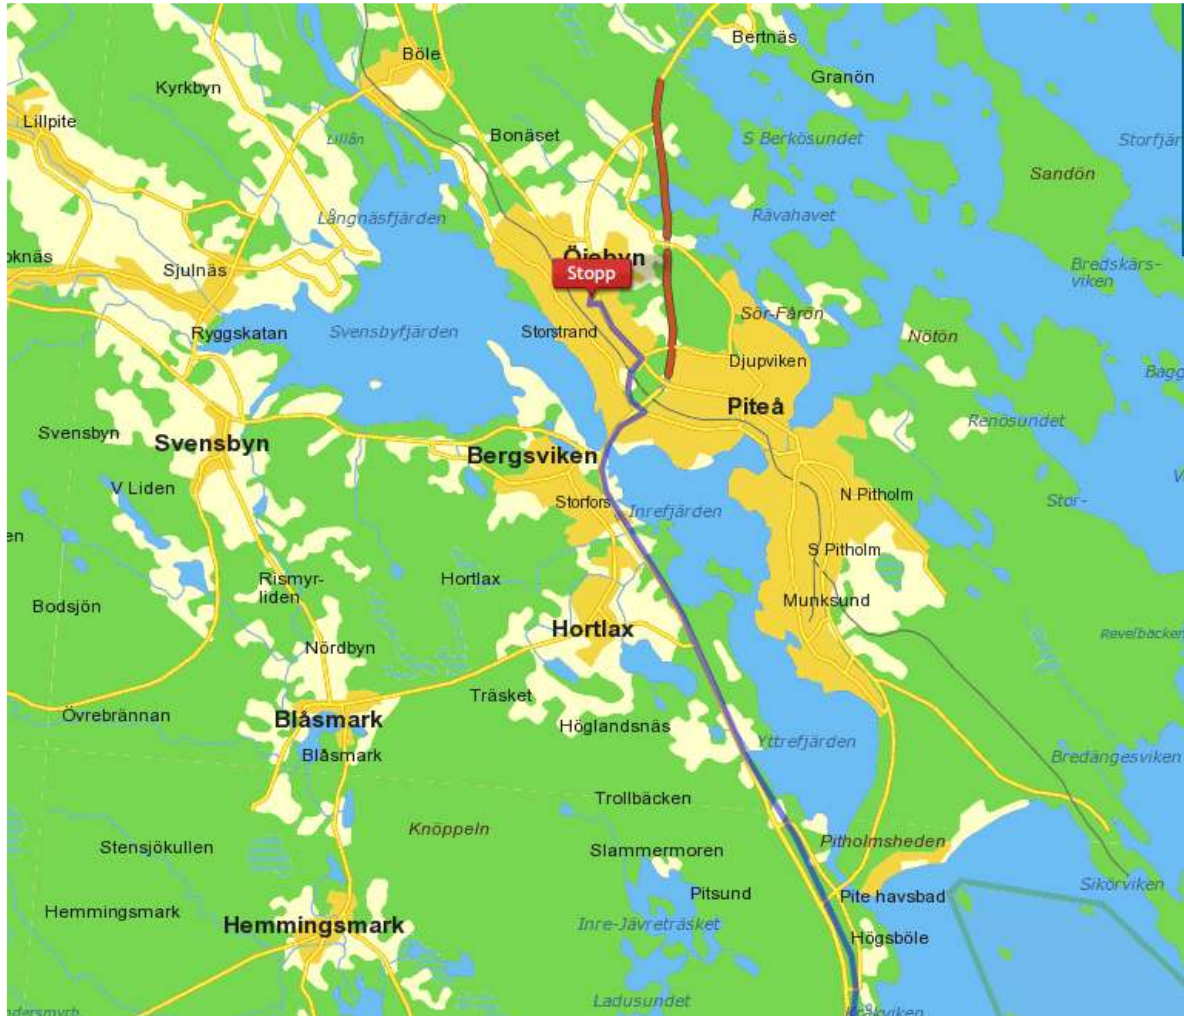 Bertnäs
Böle
Granön
Kyrkbyn
Lillpite
Bonäset
Lillån
S Berkösundet
Storfjär
Sandön
Långnäsfjärden
Rävahavet
oknäs
Sjulnäs
Öjebyn
Stopp
Bredskärs-
viken
Ryggskatan
Svensbyfjärden
Storstrand
Sör-Fårön
Nötön
Djupviken
Bagg
Piteå
Svensbyn
Svensbyn
Renösundet
Bergsviken
V Liden
N Pitholm
Storfors
Inrefjärden
Stor-
V
en
S Pitholm
Rismyr-
liden
Hortlax
Bodsjön
Munksund
Hortlax
Revelbäcken
Nördbyn
Träsket
Övrebrännan
Blåsmark
Höglandsnäs
Yttrefjärden
Blåsmark
Bredängesviken
Trollbäcken
Knöppeln
Stensjökullen
Slammermoren
Pitholmsheden
Sikörviken
Pitsund
Pite havsbad
Hemmingsmark
Hemmingsmark
Inre-Jävreträsket
Högsböle
Ladusundet